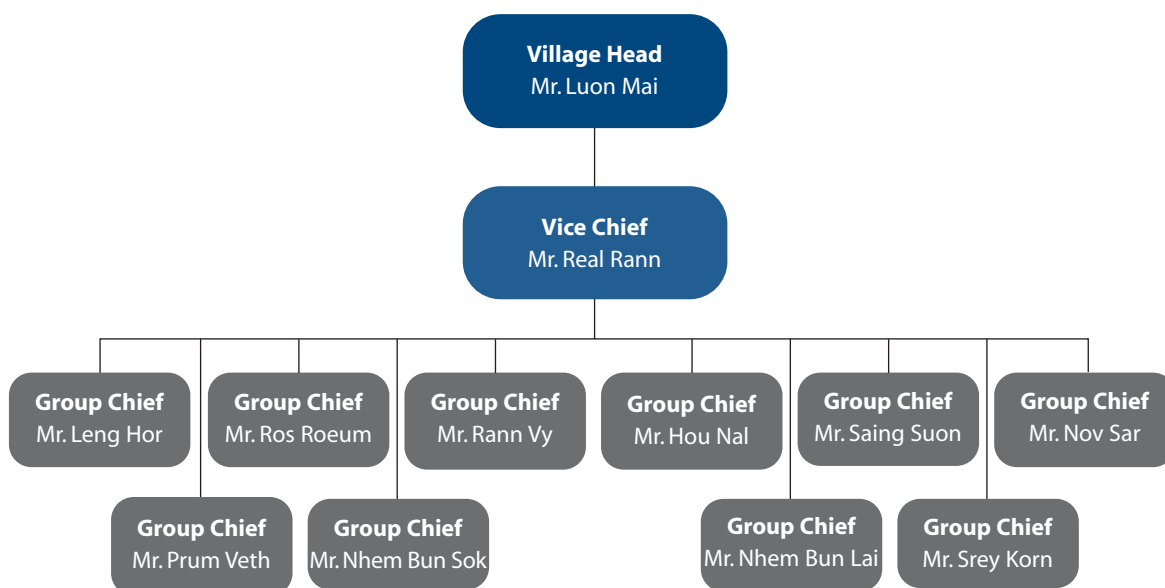 Village Head
Mr. Luon Mai
Vice Chief
Mr. Real Rann
Group Chief
Mr. Leng Hor
Group Chief
Mr. Ros Roeum
Group Chief
Mr. Rann Vy
Group Chief
Mr. Hou Nal
Group Chief
Mr. Saing Suon
Group Chief
Mr. Nov Sar
Group Chief
Mr. Prum Veth
Group Chief
Mr. Nhem Bun Sok
Group Chief
Mr. Nhem Bun Lai
Group Chief
Mr. Srey Korn